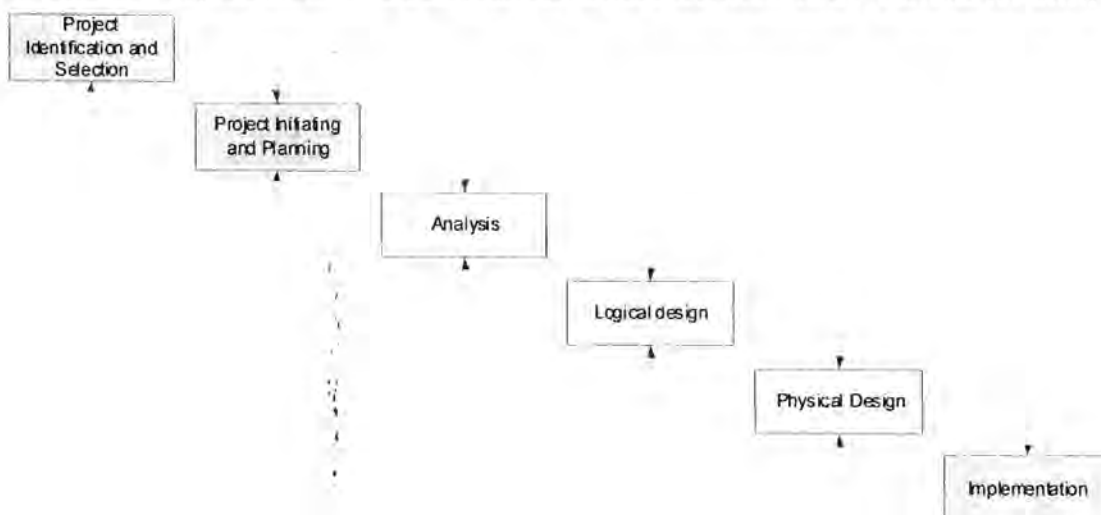 Project
Identification and
Selection
Project Initiating
and Planning
Analysis
Logical design
Physical Design
Implementation